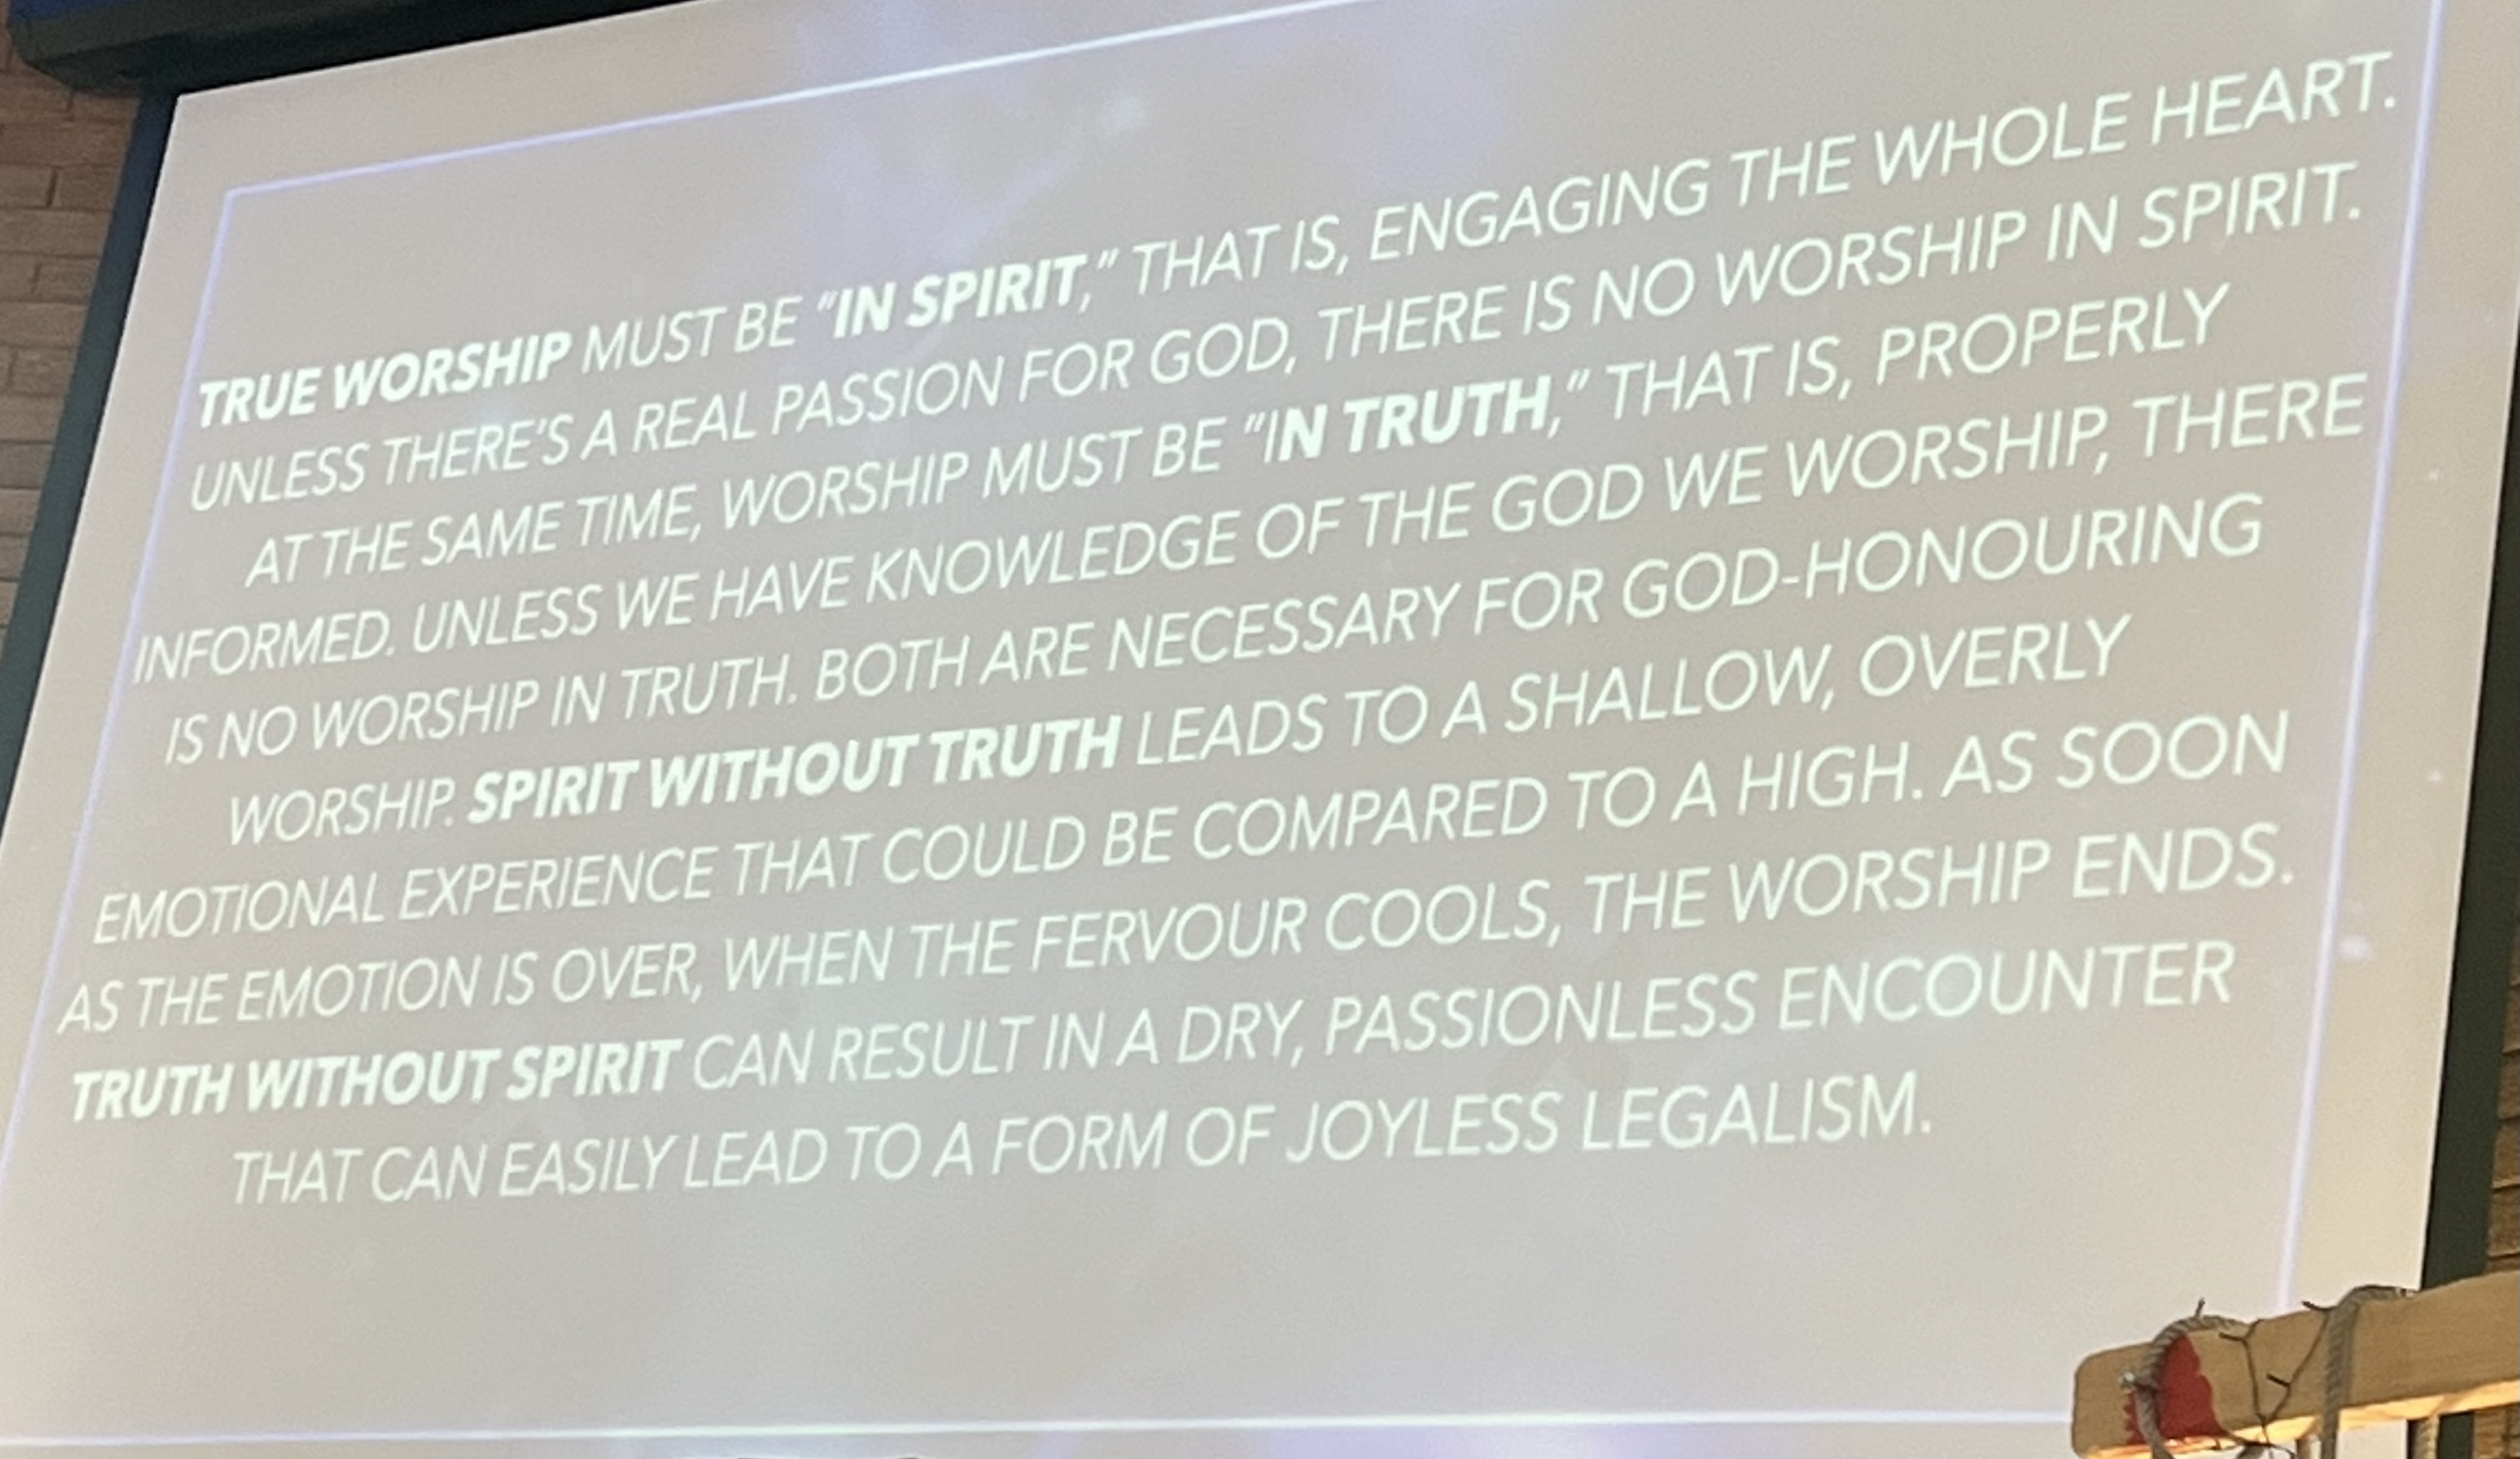 TRUE WORSHIP MUST BE "IN SPIRIT," THAT IS, ENGAGING THE WHOLE HEART.
UNLESS THERE'S A REAL PASSION FOR GOD, THERE IS NO WORSHIP IN SPIRIT.
AT THE SAME TIME, WORSHIP MUST BE "IN TRUTH," THAT IS, PROPERLY
INFORMED. UNLESS WE HAVE KNOWLEDGE OF THE GOD WE WORSHIP, THERE
IS NO WORSHIP IN TRUTH. BOTH ARE NECESSARY FOR GOD-HONOURING
WORSHIP. SPIRIT WITHOUT TRUTH LEADS TO A SHALLOW, OVERLY
EMOTIONAL EXPERIENCE THAT COULD BE COMPARED TO A HIGH. AS SOON
AS THE EMOTION IS OVER, WHEN THE FERVOUR COOLS, THE WORSHIP ENDS.
TRUTH WITHOUT SPIRIT CAN RESULT IN A DRY, PASSIONLESS ENCOUNTER
THAT CAN EASILY LEAD TO A FORM OF JOYLESS LEGALISM.